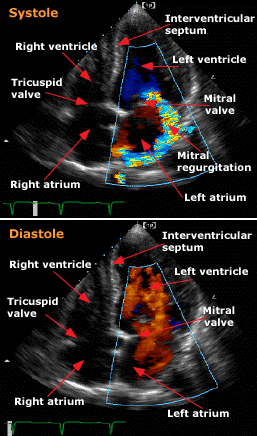 Systole
Interventricular
septum
Right ventricle
Left ventricle
Tricuspid
valve
Mitral
valve
Mitral
regurgitation
Right atrium
Left atrium
Diastole
Interventricular
septum
Right ventricle
Left ventricle
Tricuspid
valve
Mitral
valve
Right atrium
Left atrium